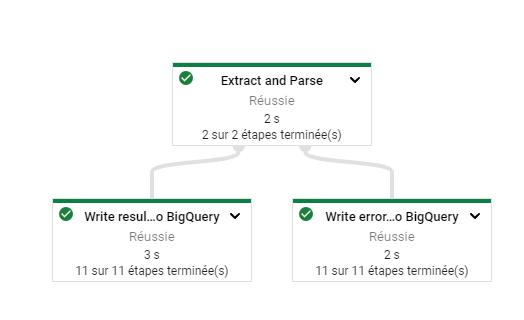 Extract and Parse
Réussie
2 s
2 sur 2 étapes terminée(s)
Write resul...o BigQuery
Réussie
3 s
11 sur 11 étapes terminée(s)
Write error...o BigQuery
Réussie
2 s
11 sur 11 étapes terminée(s)